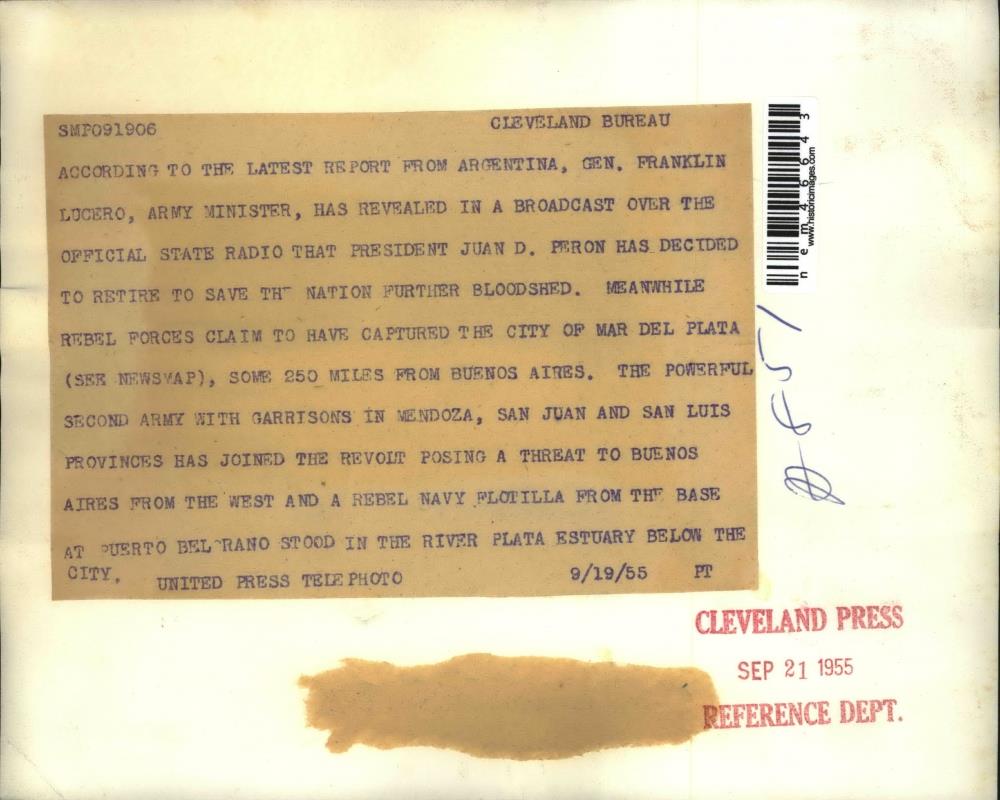 SMP091906 CLEVELAND BUREAU
ACCORDING TO THE LATEST REPORT FROM ARGENTINA, GEN. FRANKLIN
LUCERO, ARMY MINISTER, HAS REVEALED IN A BROADCAST OVER THE
OFFICIAL STATE RADIO THAT PRESIDENT JUAN D. PERON HAS DECIDED
TO RETIRE TO SAVE TH NATION FURTHER BLOODSHED. MEANWHILE
REBEL FORCES CLAIM TO HAVE CAPTURED THE CITY OF MAR DEL PLATA
(SEE NEWSMAP), SOME 250 MILES FROM BUENOS AIRES. THE POWERFUL
SECOND ARMY WITH GARRISONS IN MENDOZA, SAN JUAN AND SAN LUIS
PROVINCES HAS JOINED THE REVOLT POSING A THREAT TO BUENOS
AIRES FROM THE WEST AND A REBEL NAVY FLOTILLA FROM THE BASE
AT PUERTO BELGRANO STOOD IN THE RIVER PLATA ESTUARY BELOW THE
CITY. UNITED PRESS TELEPHOTO 9/19/55 PT
nem46643
www.historicimages.com
CLEVELAND PRESS
SEP 21 1955
REFERENCE DEPT.